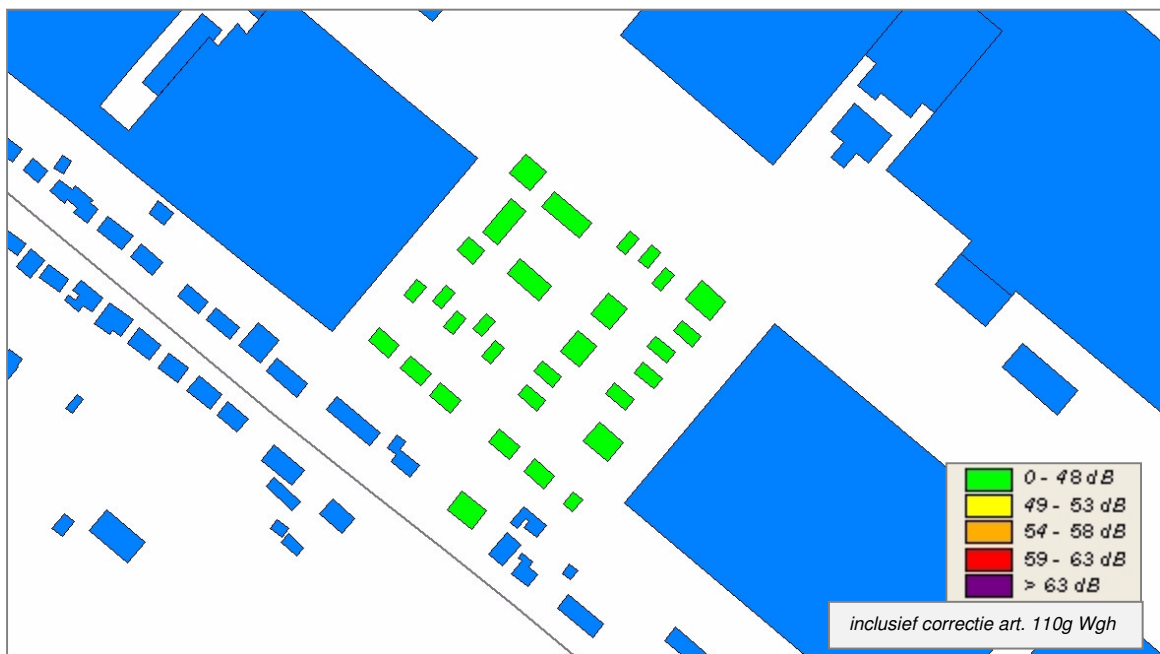 0 - 48 dB
49 - 53 dB
54 - 58 dB
59 - 63 dB
> 63 dB
inclusief correctie art. 110g Wgh